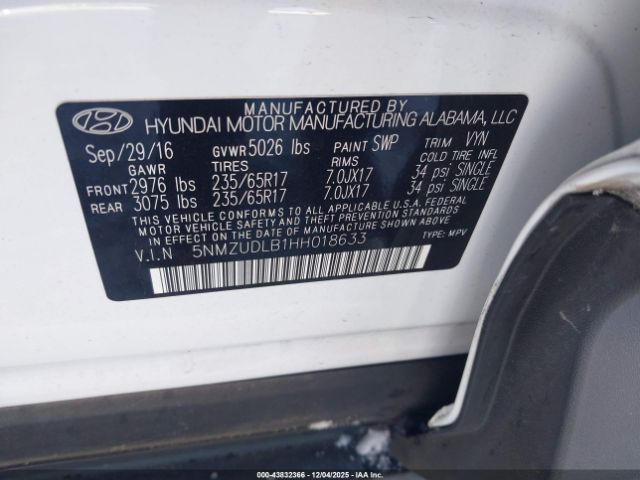 MANUFACTURED BY
HYUNDAI MOTOR MANUFACTURING ALABAMA, LLC
Sep/29/16 GVWR 5026 lbs PAINT SWP TRIM VYN
GAWR TIRES RIMS COLD TIRE INFL
FRONT 2976 lbs 235/65R17 7.0JX17 34 psi SINGLE
REAR 3075 lbs 235/65R17 7.0JX17 34 psi SINGLE
THIS VEHICLE CONFORMS TO ALL APPLICABLE U.S.A. FEDERAL
MOTOR VEHICLE SAFETY AND THEFT PREVENTION STANDARDS
IN EFFECT ON THE DATE OF MANUFACTURE SHOWN ABOVE.
V.I.N 5NMZUDLB1HH018633 TYPE: MPV
000-43832366 - 12/04/2025 - IAAI.COM